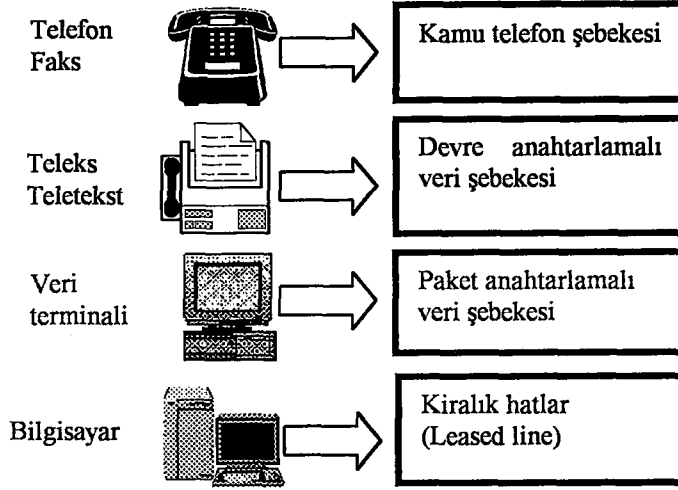 Telefon
Faks
Kamu telefon şebekesi
Teleks
Teletekst
Devre anahtarlamalı
veri şebekesi
Veri
terminali
Paket anahtarlamalı
veri şebekesi
Bilgisayar
Kiralık hatlar
(Leased line)